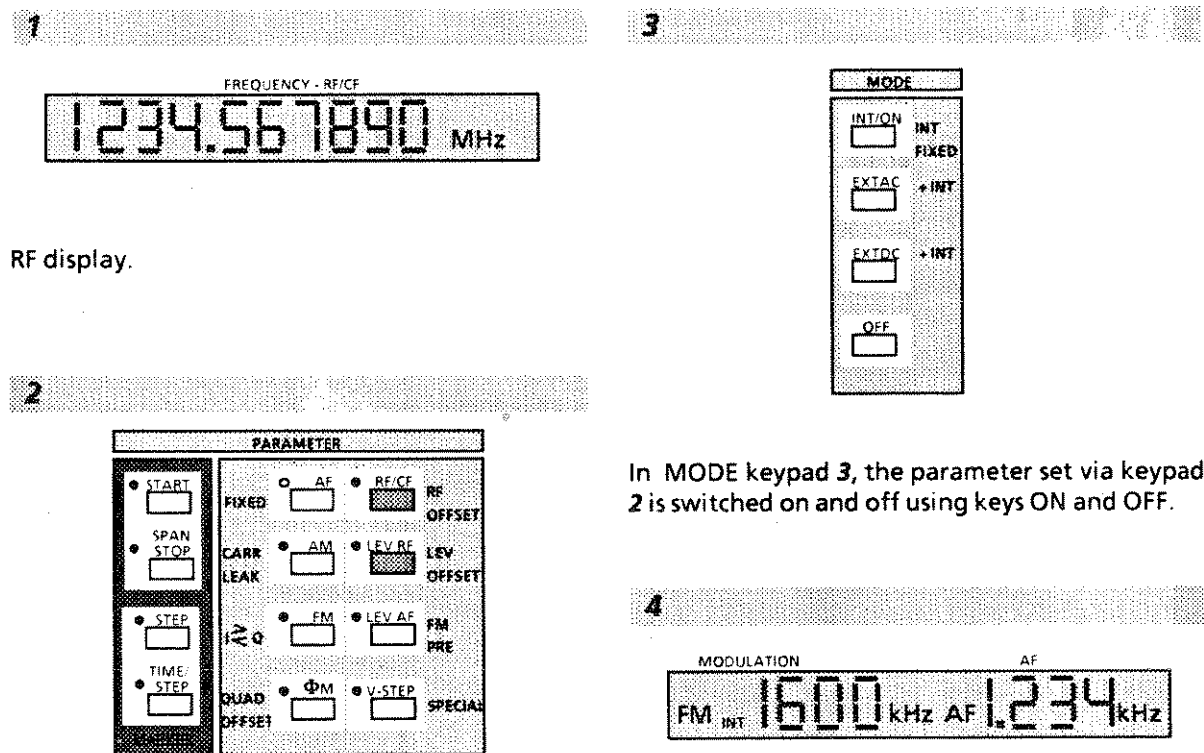 1
FREQUENCY - RF/CF
1234.567890 MHz
RF display.
2
PARAMETER
START
FIXED
AF
RF/CF
RF
OFFSET
SPAN
STOP
CARR
LEAK
AM
LEV RF
LEV
OFFSET
STEP
Q
FM
LEV AF
FM
PRE
TIME/
STEP
QUAD
OFFSET
ΦM
V-STEP
SPECIAL
3
MODE
INT/ON
INT
FIXED
EXTAC
+ INT
EXTDC
+ INT
OFF
In MODE keypad 3, the parameter set via keypad
2 is switched on and off using keys ON and OFF.
4
MODULATION AF
FM INT 1600 kHz AF 1.234 kHz